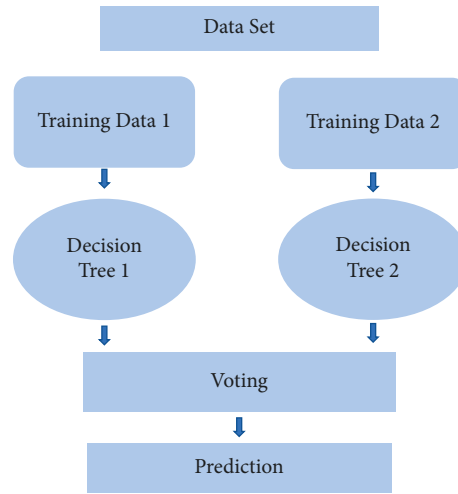 Data Set
Training Data 1
Training Data 2
Decision
Tree 1
Decision
Tree 2
Voting
Prediction